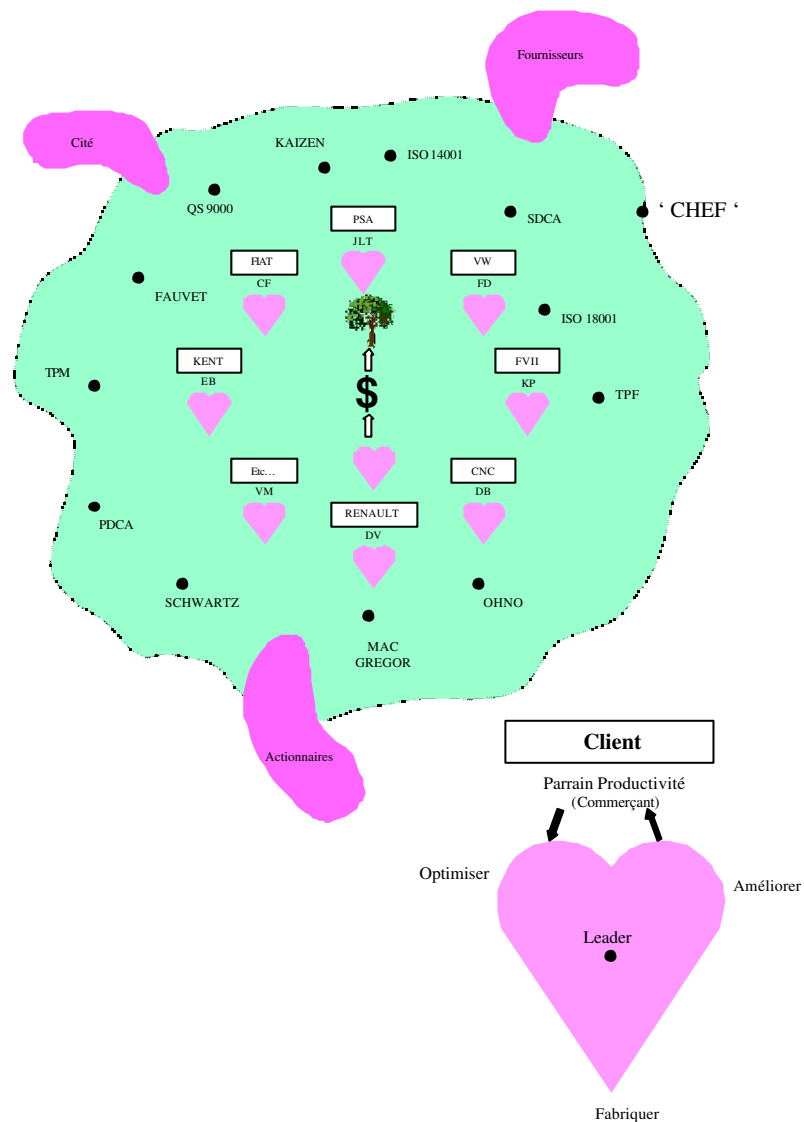 Fournisseurs
Cité
KAIZEN
ISO 14001
QS 9000
PSA
JLT
SDCA
‘ CHEF ‘
FIAT
CF
VW
FD
FAUVET
ISO 18001
KENT
EB
FVII
KP
TPM
$
TPF
Etc...
VM
CNC
DB
PDCA
RENAULT
DV
SCHWARTZ
OHNO
MAC
GREGOR
Actionnaires
Client
Parrain Productivité
(Commerçant)
Optimiser
Améliorer
Leader
Fabriquer